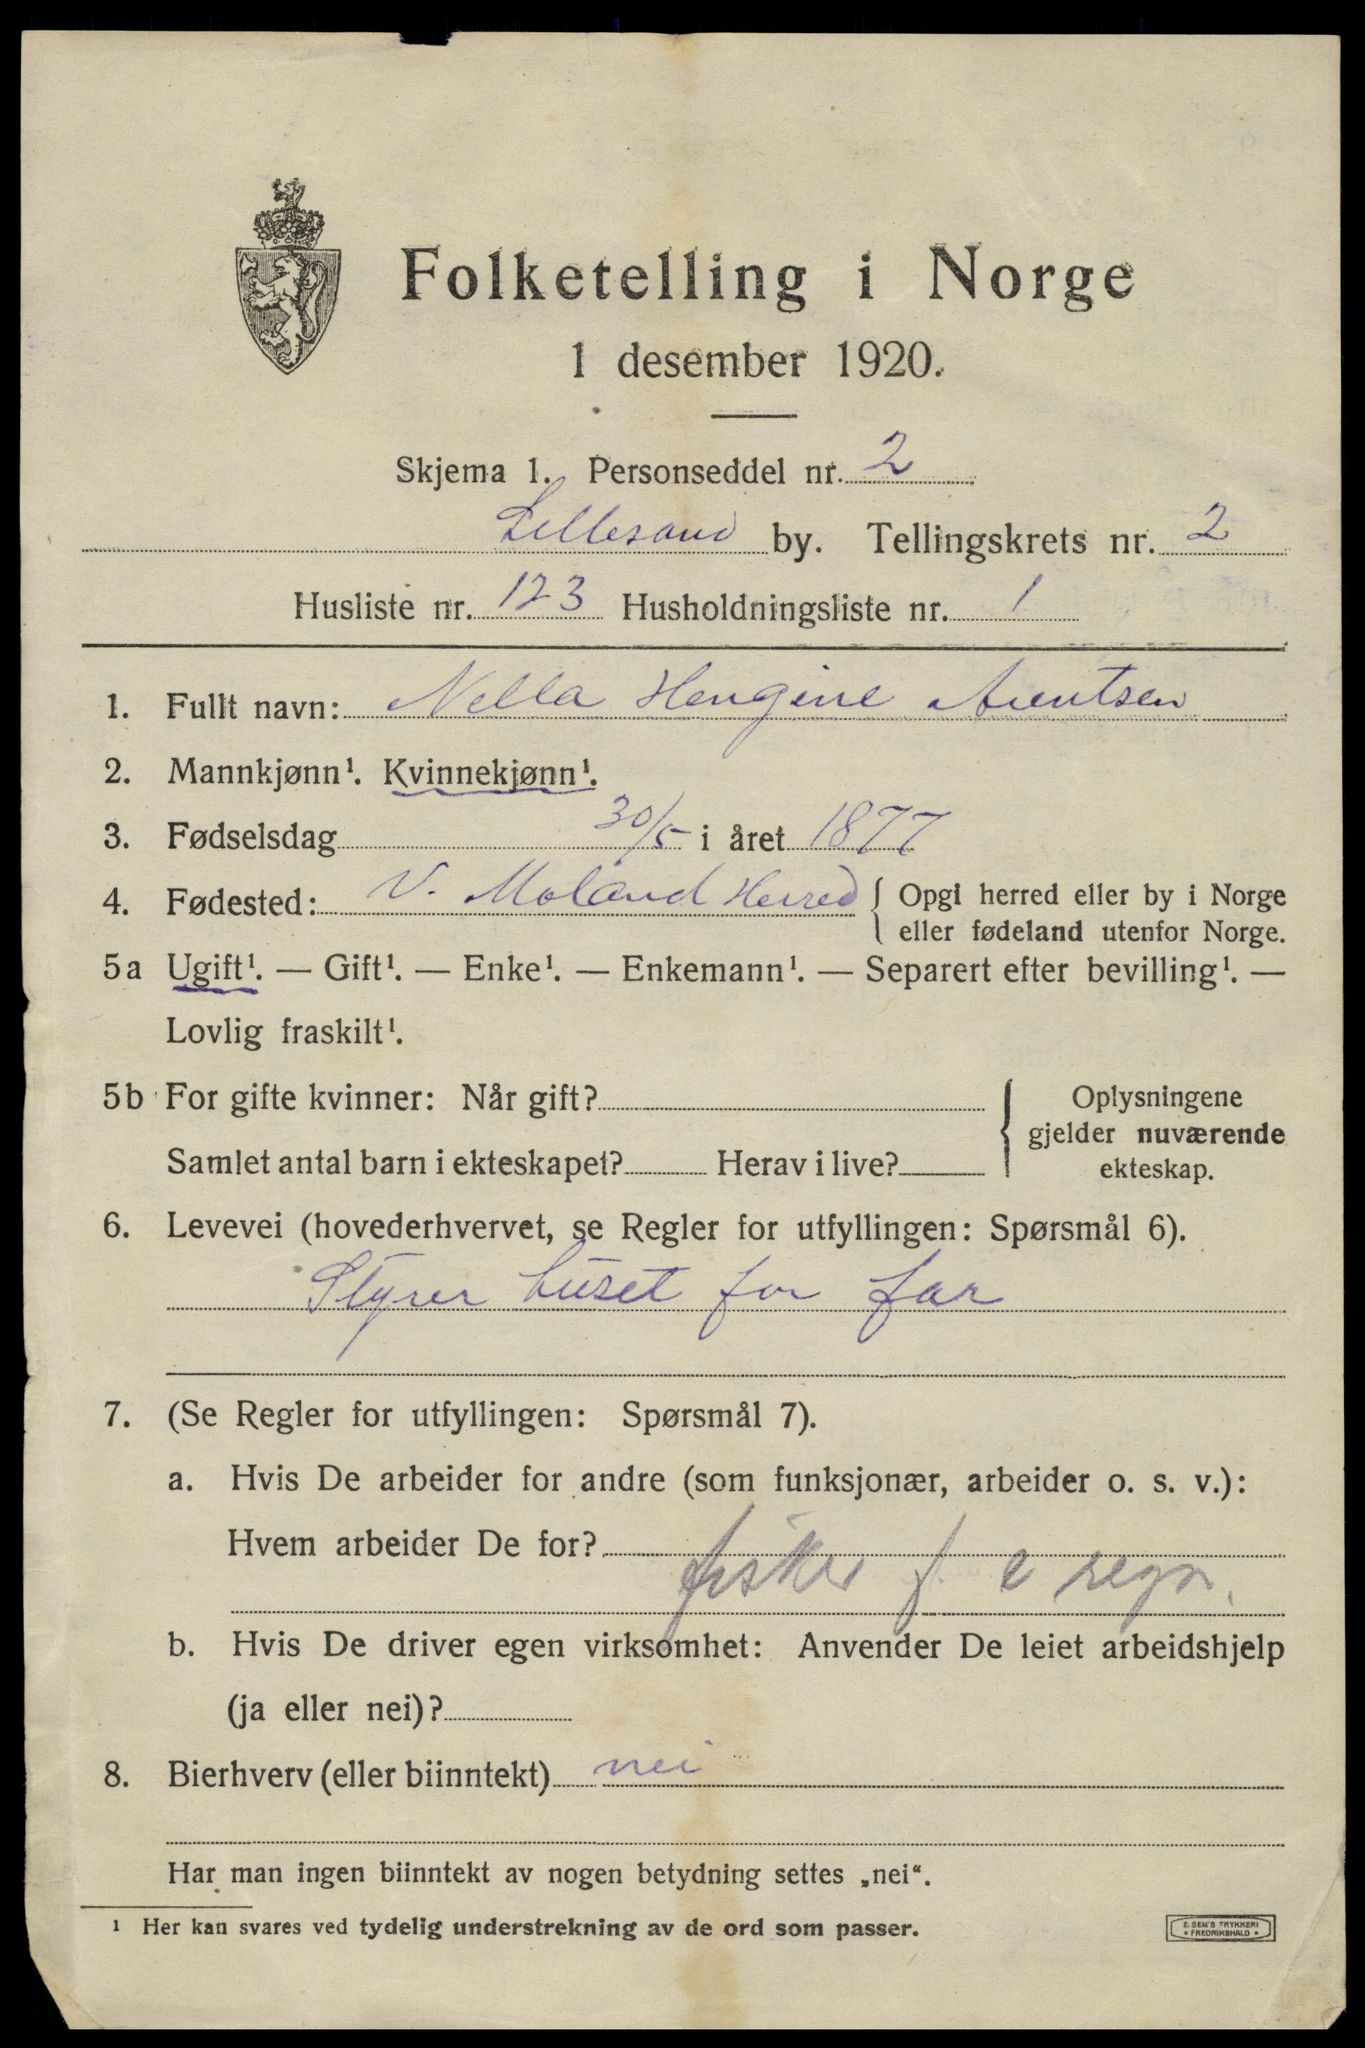 Folketelling i Norge
1 desember 1920.
Skjema 1. Personseddel nr. 2
Lillesand by. Tellingskrets nr. 2
Husliste nr. 123 Husholdningsliste nr. 1
1. Fullt navn: Nella Hengine Arentsen
2. Mannkjønn¹. Kvinnekjønn¹.
3. Fødselsdag 30/5 i året 1877
4. Fødested: V. Moland Herred { Opgi herred eller by i Norge
eller fødeland utenfor Norge.
5a Ugift¹. — Gift¹. — Enke¹. — Enkemann¹. — Separert efter bevilling¹. —
Lovlig fraskilt¹.
5b For gifte kvinner: Når gift?
Samlet antal barn i ekteskapet? Herav i live?
Oplysningene
gjelder nuværende
ekteskap.
6. Levevei (hovederhvervet, se Regler for utfyllingen: Spørsmål 6).
Styrer huset for far
7. (Se Regler for utfyllingen: Spørsmål 7).
a. Hvis De arbeider for andre (som funksjonær, arbeider o. s. v.):
Hvem arbeider De for?
fisker f. e regn.
b. Hvis De driver egen virksomhet: Anvender De leiet arbeidshjelp
(ja eller nei)?
8. Bierhverv (eller biinntekt) nei
Har man ingen biinntekt av nogen betydning settes „nei“.
¹ Her kan svares ved tydelig understrekning av de ord som passer.
E. SEM'S TRYKKERI
* FREDRIKSHALD *